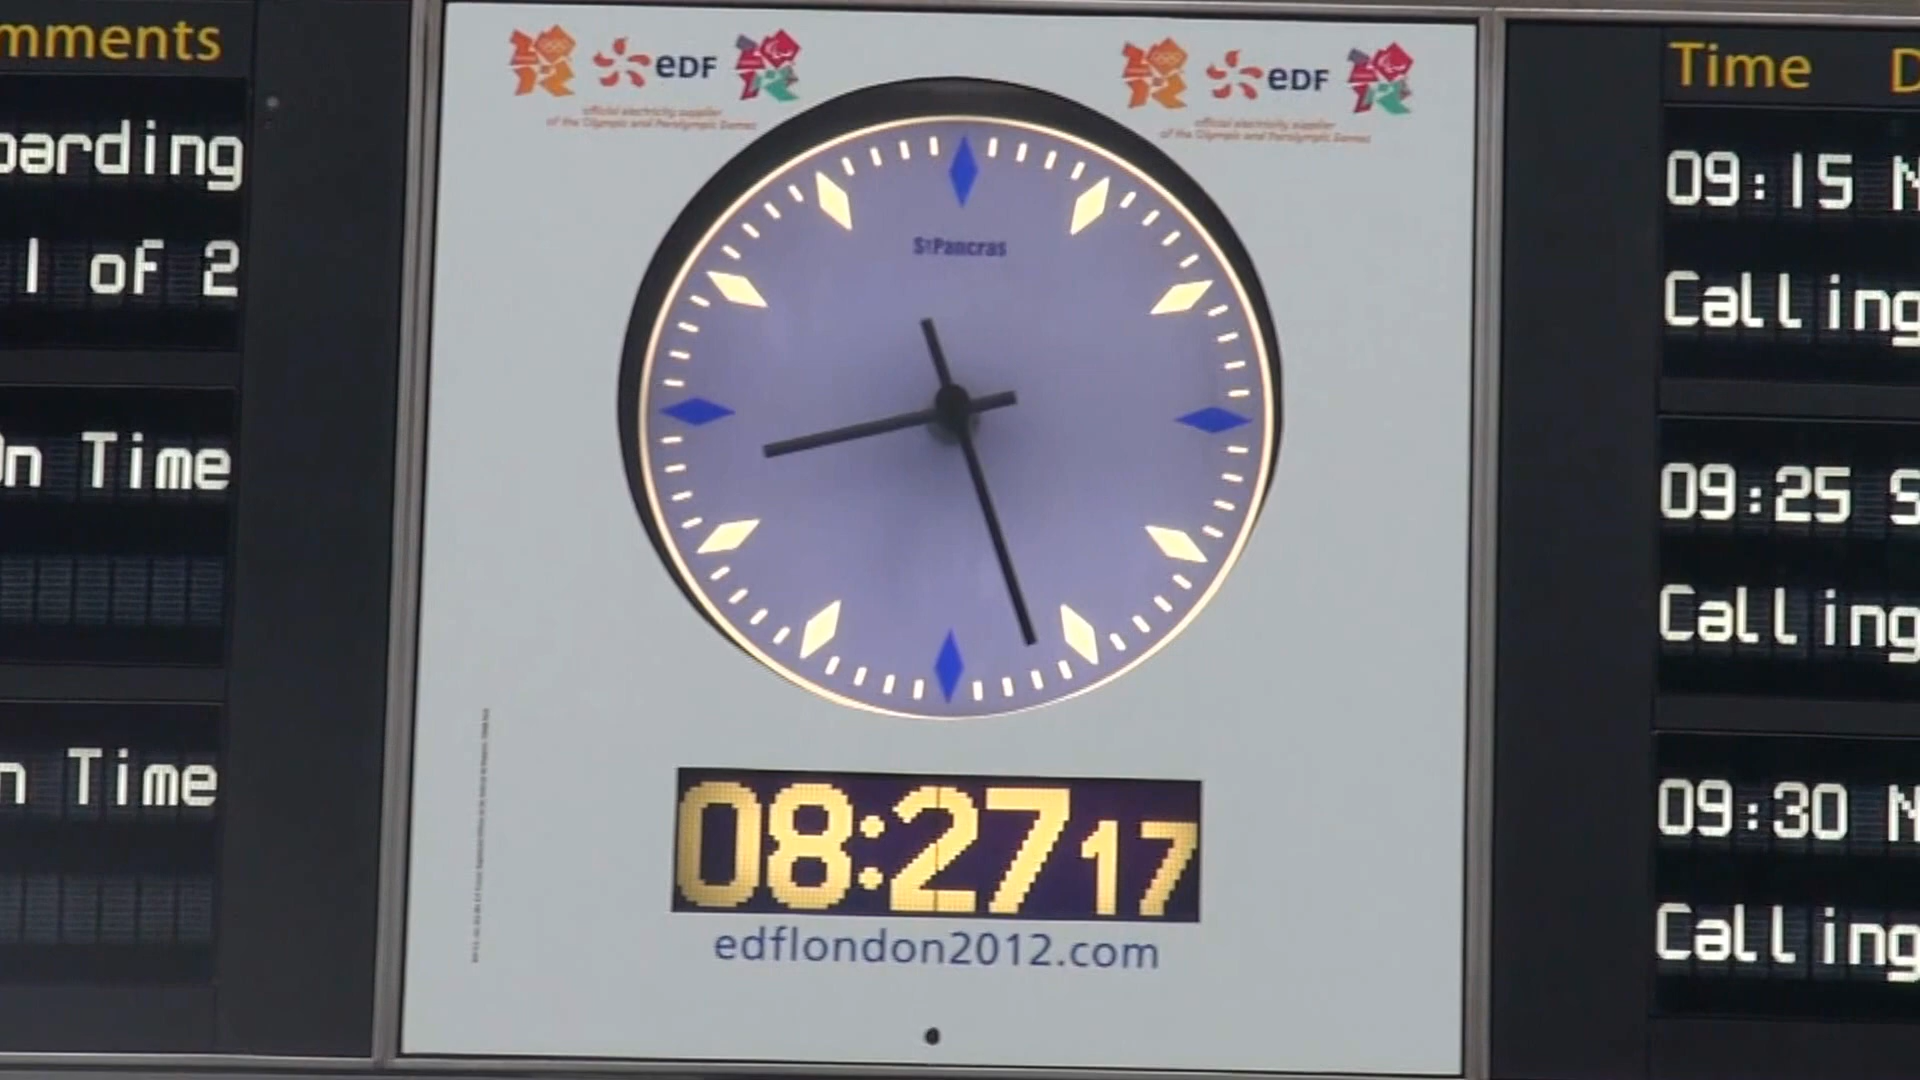 mments
oarding
1 of 2
On Time
n Time
eDF
official electricity supplier
of the Olympic and Paralympic Games
eDF
official electricity supplier
of the Olympic and Paralympic Games
St Pancras
08:27 17
edflondon2012.com
Time D
09:15 N
Calling
09:25 S
Calling
09:30 N
Calling